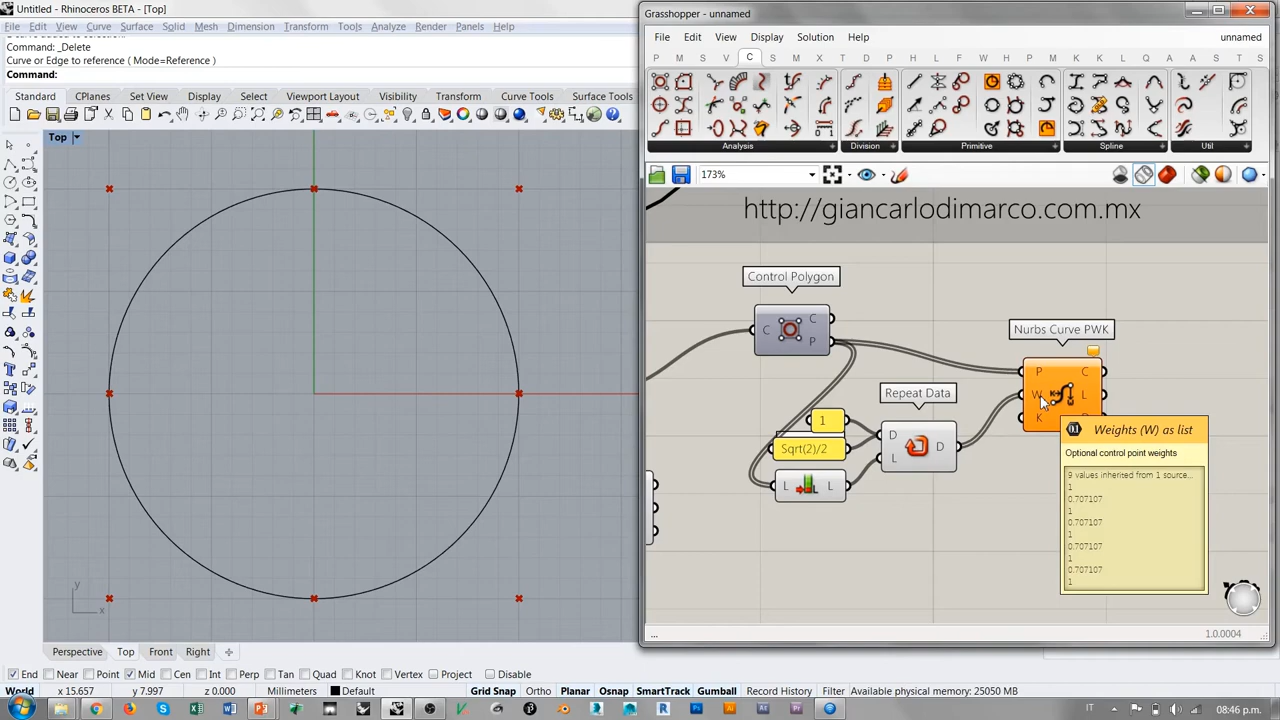 Untitled - Rhinoceros BETA - [Top]
File Edit View Curve Surface Solid Mesh Dimension Transform Tools Analyze Render Panels Help
Command: _Delete
Curve or Edge to reference ( Mode=Reference )
Command:
Standard CPlanes Set View Display Select Viewport Layout Visibility Transform Curve Tools Surface Tools
Top
y
x
Perspective Top Front Right
End Near Point Mid Cen Int Perp Tan Quad Knot Vertex Project Disable
World x 15.657 y 7.997 z 0.000 Millimeters Default Grid Snap Ortho Planar Osnap SmartTrack Gumball Record History Filter Available physical memory: 25050 MB
Grasshopper - unnamed
File Edit View Display Solution Help unnamed
P M S V C S M I T D P M L S A K F W H B K L C L Q E T
Analysis Division Primitive Spline Util
173%
http://giancarlodimarco.com.mx
Control Polygon
C C
P
Nurbs Curve PWK
P C
W L
K
Repeat Data
1
Sqrt(2)/2
D D
L
L L
Weights (W) as list
Optional control point weights
9 values inherited from 1 source...
1
0.707107
1
0.707107
1
0.707107
1
0.707107
1
...
1.0.0004
IT 08:46 p.m.